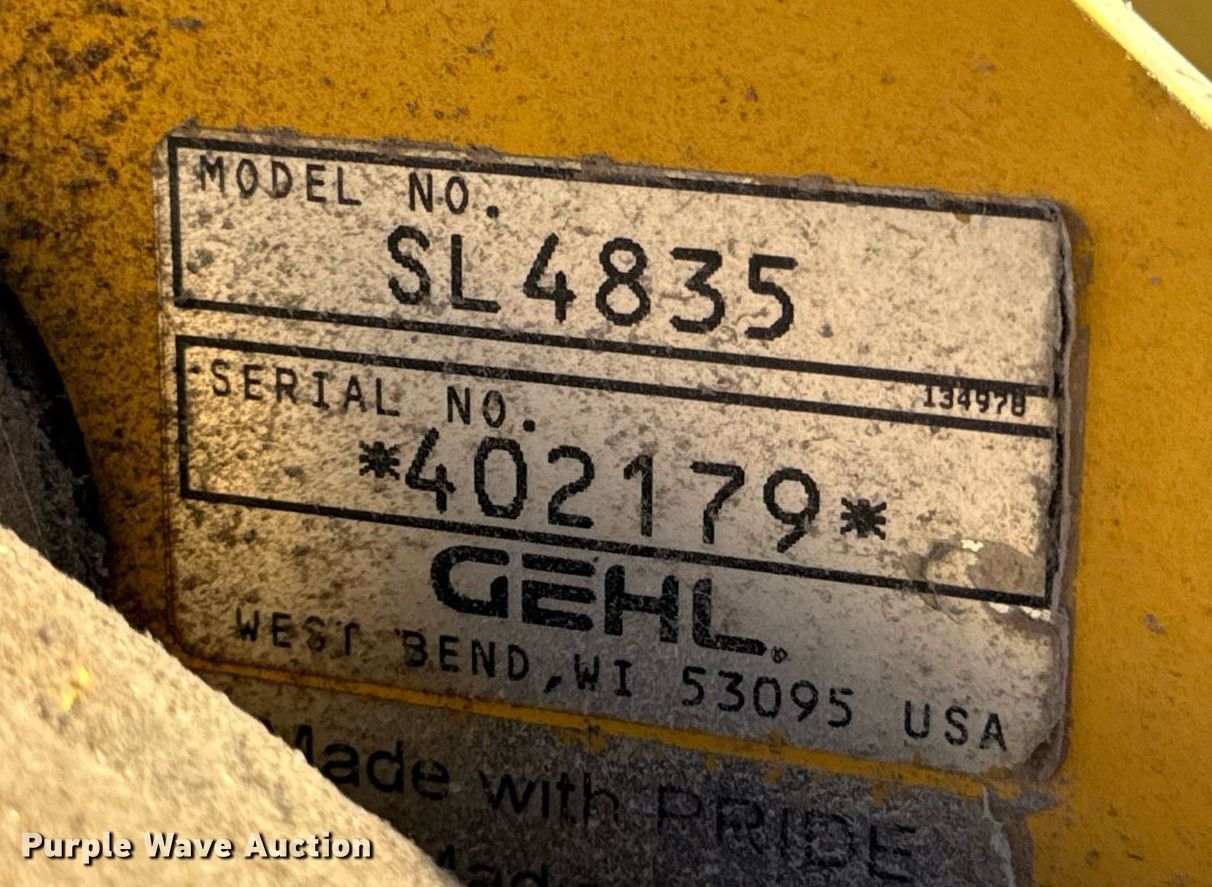 MODEL NO.
SL4835
134978
SERIAL NO.
*402179*
GEHL®
WEST BEND, WI 53095 USA
Made with PRIDE
Made
Purple Wave Auction